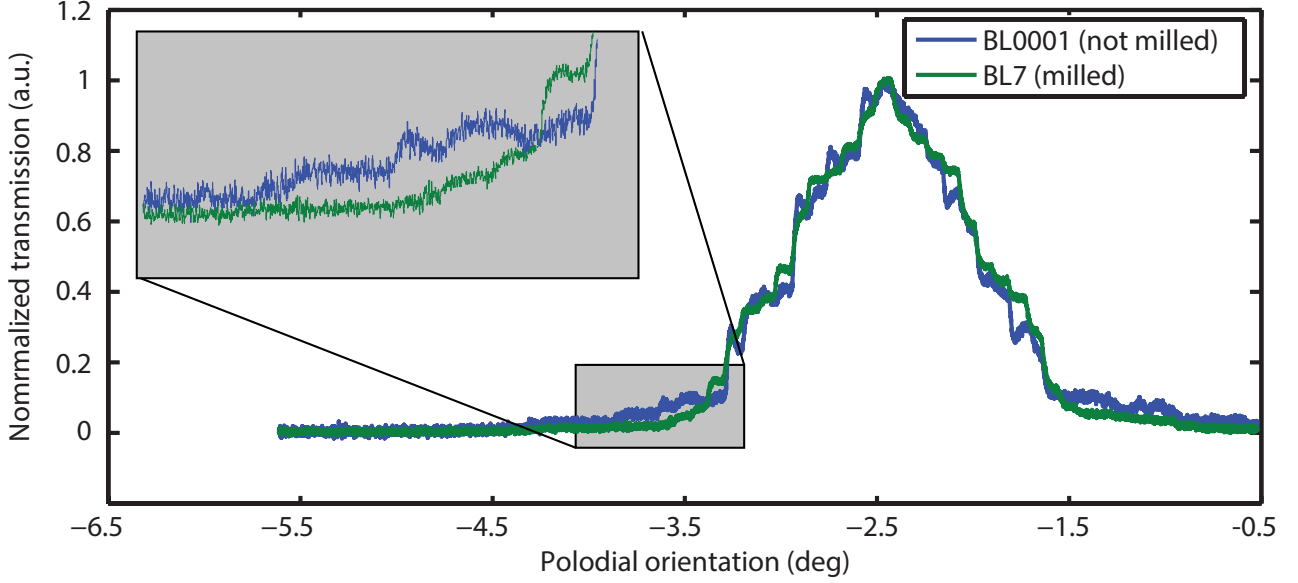 1.2
1
0.8
0.6
0.4
0.2
0
Nomrmalized transmission (a.u.)
BL0001 (not milled)
BL7 (milled)
−6.5 −5.5 −4.5 −3.5 −2.5 −1.5 -0.5
Polodial orientation (deg)